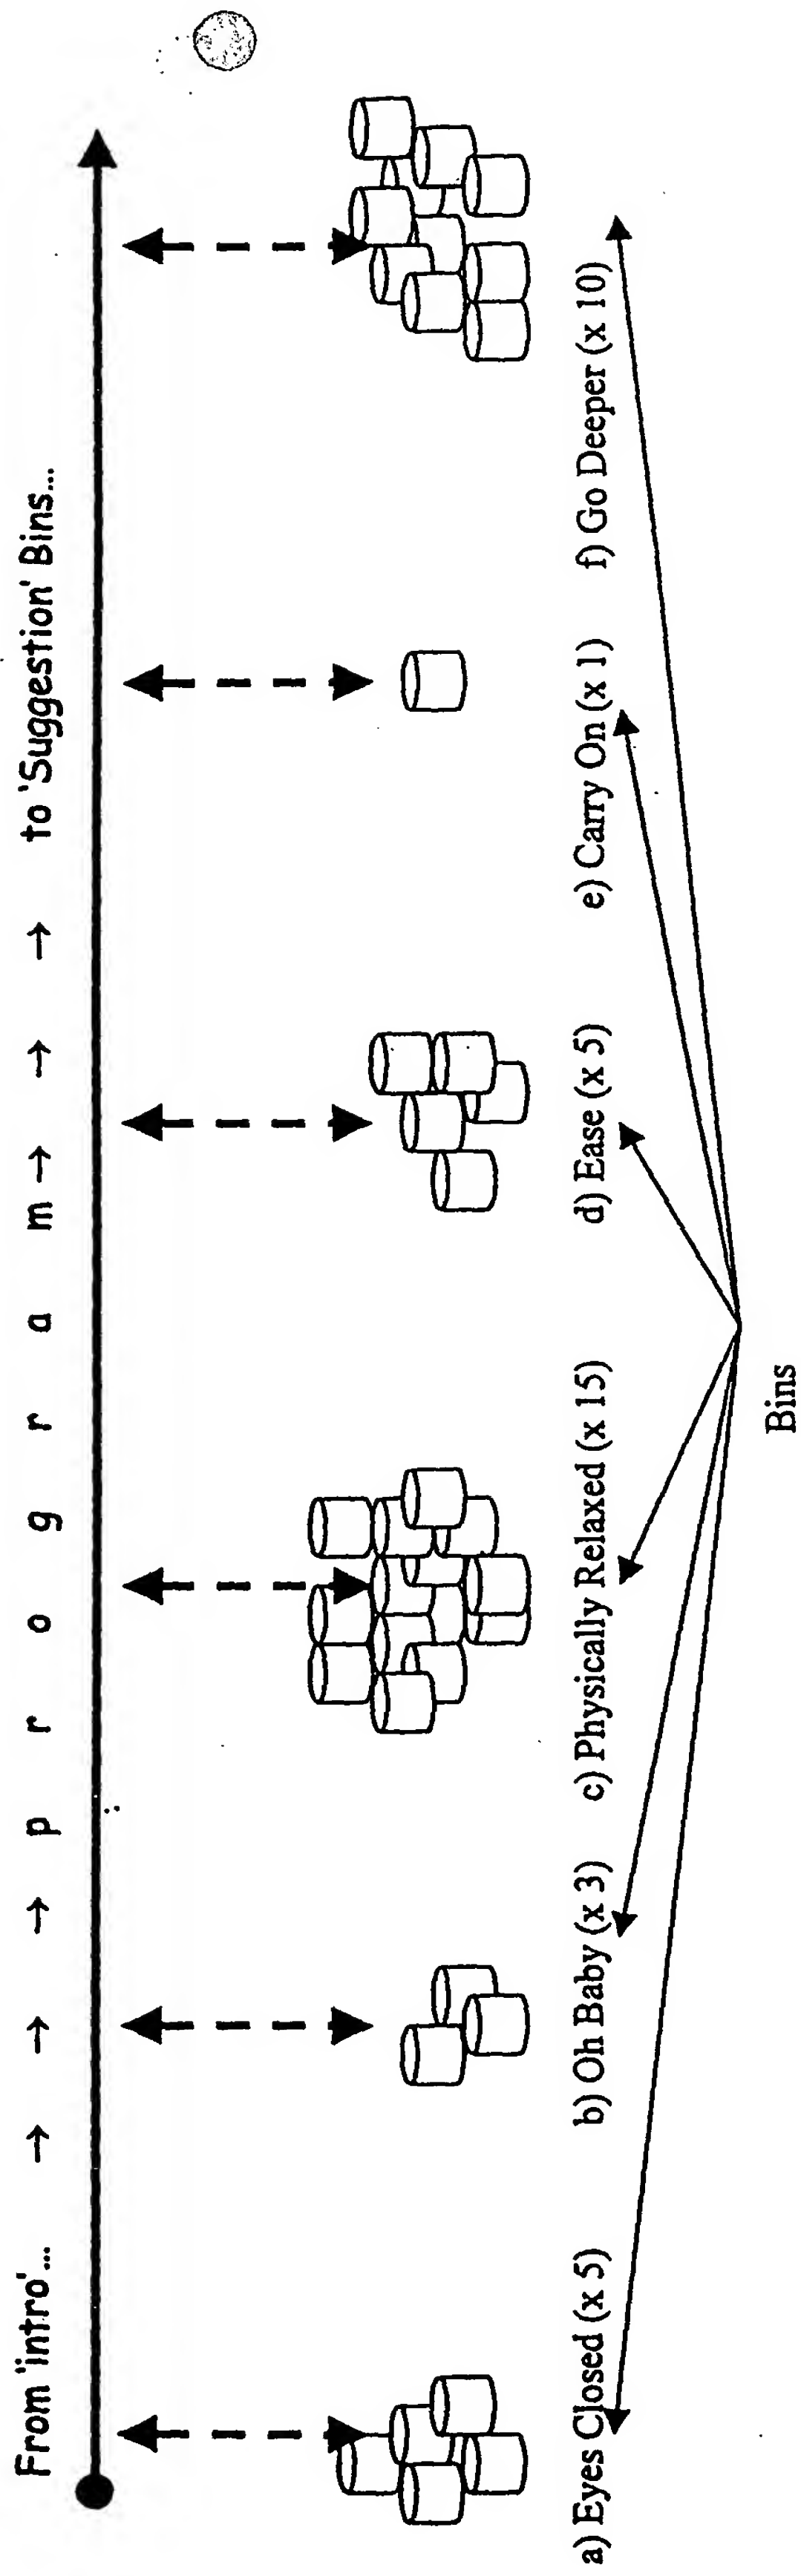 From 'intro'... → → → p r o g r a m → → → to 'Suggestion' Bins...
a) Eyes Closed (x 5)
b) Oh Baby (x 3)
c) Physically Relaxed (x 15)
d) Ease (x 5)
e) Carry On (x 1)
f) Go Deeper (x 10)
Bins